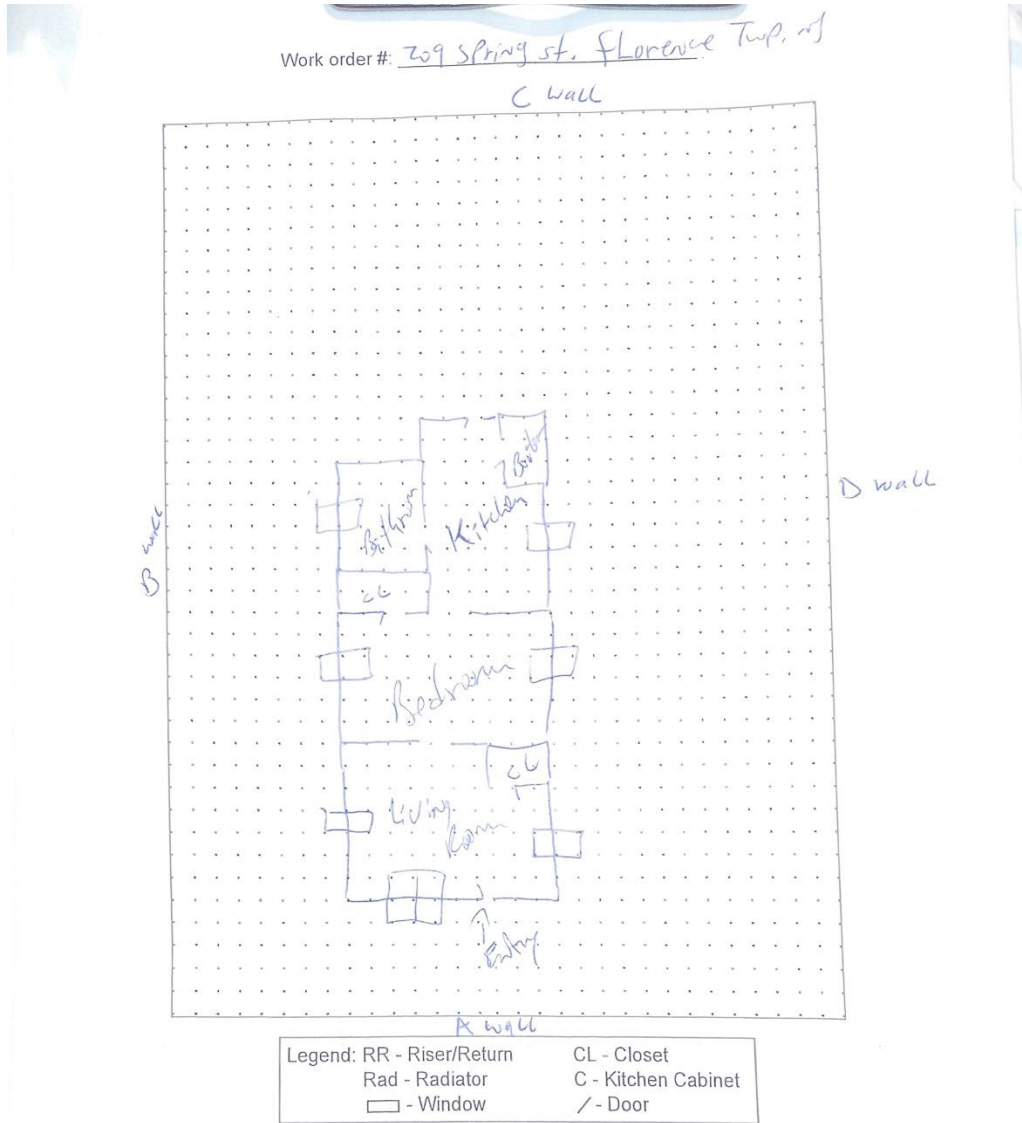 Work order #: 209 Spring st. Florence Twp. NJ
C wall
Boiler
D wall
Bathroom
Kitchen
B wall
CL
Bedroom
CL
Living
Room
Entry
A wall
Legend: RR - Riser/Return CL - Closet
Rad - Radiator C - Kitchen Cabinet
- Window / - Door